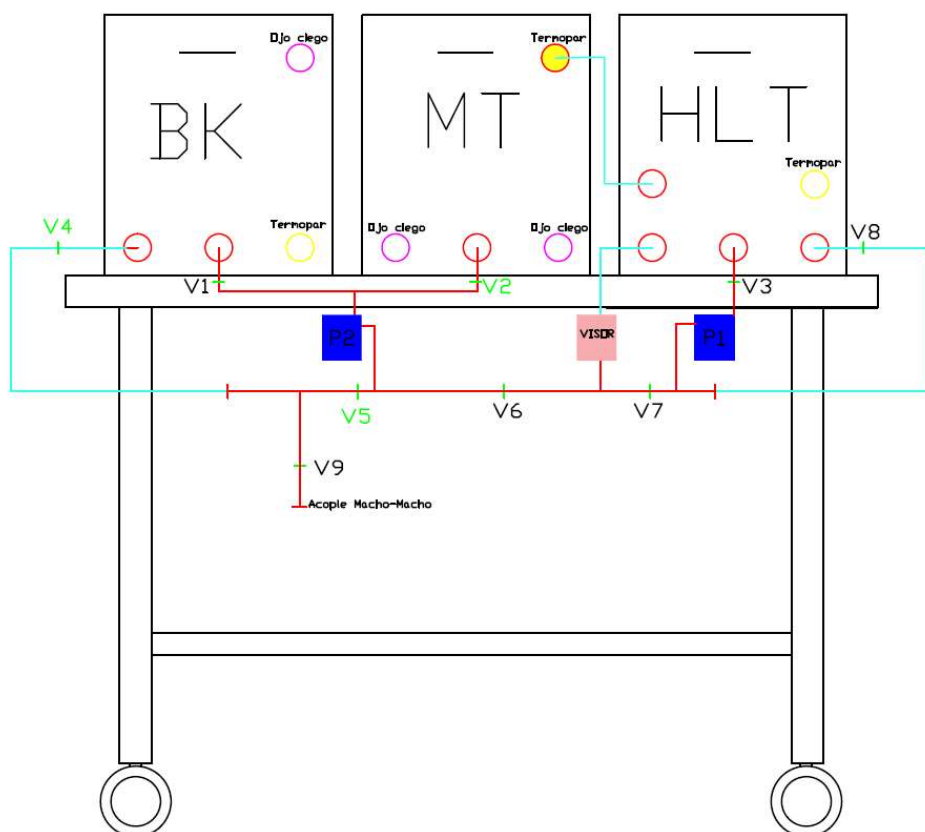 Ojo ciego
Termopar
BK
MT
HLT
Termopar
V4
Termopar
Ojo ciego
Ojo ciego
V8
V1
V2
V3
P2
VISOR
P1
V5
V6
V7
V9
Acople Macho-Macho